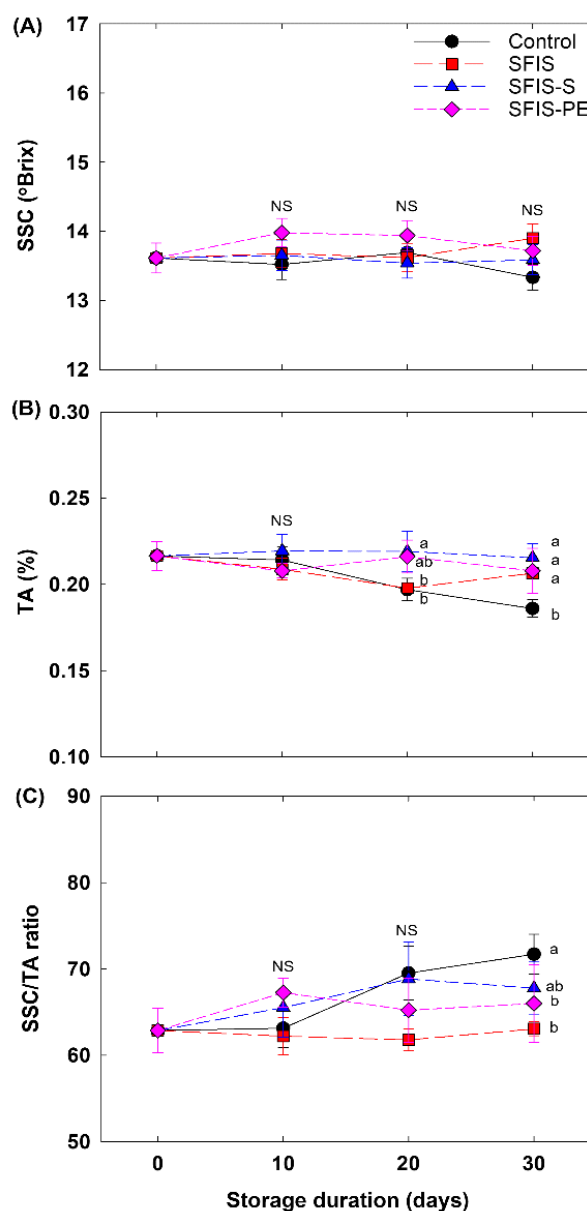 (A)
17
16
15
14
13
12
SSC (°Brix)
Control
SFIS
SFIS-S
SFIS-PE
NS
NS
NS
(B)
0.30
0.25
0.20
0.15
0.10
TA (%)
NS
a
ab
b
b
a
a
a
b
(C)
90
80
70
60
50
SSC/TA ratio
NS
NS
a
ab
b
b
0
10
20
30
Storage duration (days)